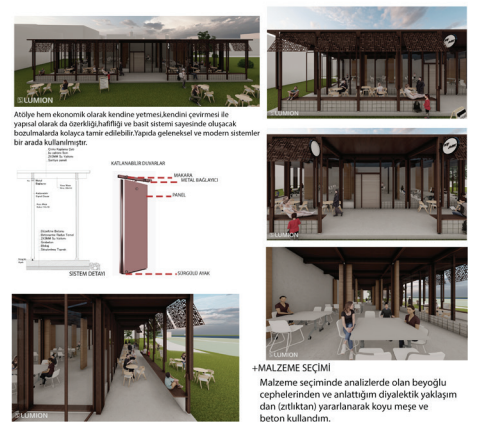 LUMION
Atölye hem ekonomik olarak kendine yetmesi,kendini çevirmesi ile
yapısal olarak da özerkliği,hafifliği ve basit sistemi sayesinde oluşacak
bozulmalarda kolayca tamir edilebilir.Yapıda geleneksel ve modern sistemler
bir arada kullanılmıştır.
KATLANABİLİR DUVARLAR
MAKARA
METAL BAĞLAYICI
PANEL
SÜRGÜLÜ AYAK
SİSTEM DETAYI
LUMION
LUMION
LUMION
LUMION
+MALZEME SEÇİMİ
Malzeme seçiminde analizlerde olan beyoğlu
cephelerinden ve anlattığım diyalektik yaklaşım
dan (zıtlıktan) yararlanarak koyu meşe ve
beton kullandım.